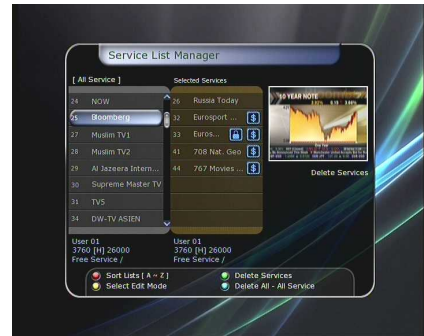 Service List Manager
[ All Service ]
Selected Services
24 NOW
25 Bloomberg
27 Muslim TV1
28 Muslim TV2
29 Al Jazeera Intern...
30 Supreme Master TV
31 TV5
34 DW-TV ASIEN
26 Russia Today
32 Eurosport ... $
33 Euros... $
41 708 Nat. Geo $
44 767 Movies ... $
10 YEAR NOTE
Delete Services
User 01
3760 [H] 26000
Free Service /
User 01
3760 [H] 26000
Free Service /
Sort Lists [ A ~ Z ]
Delete Services
Select Edit Mode
Delete All - All Service